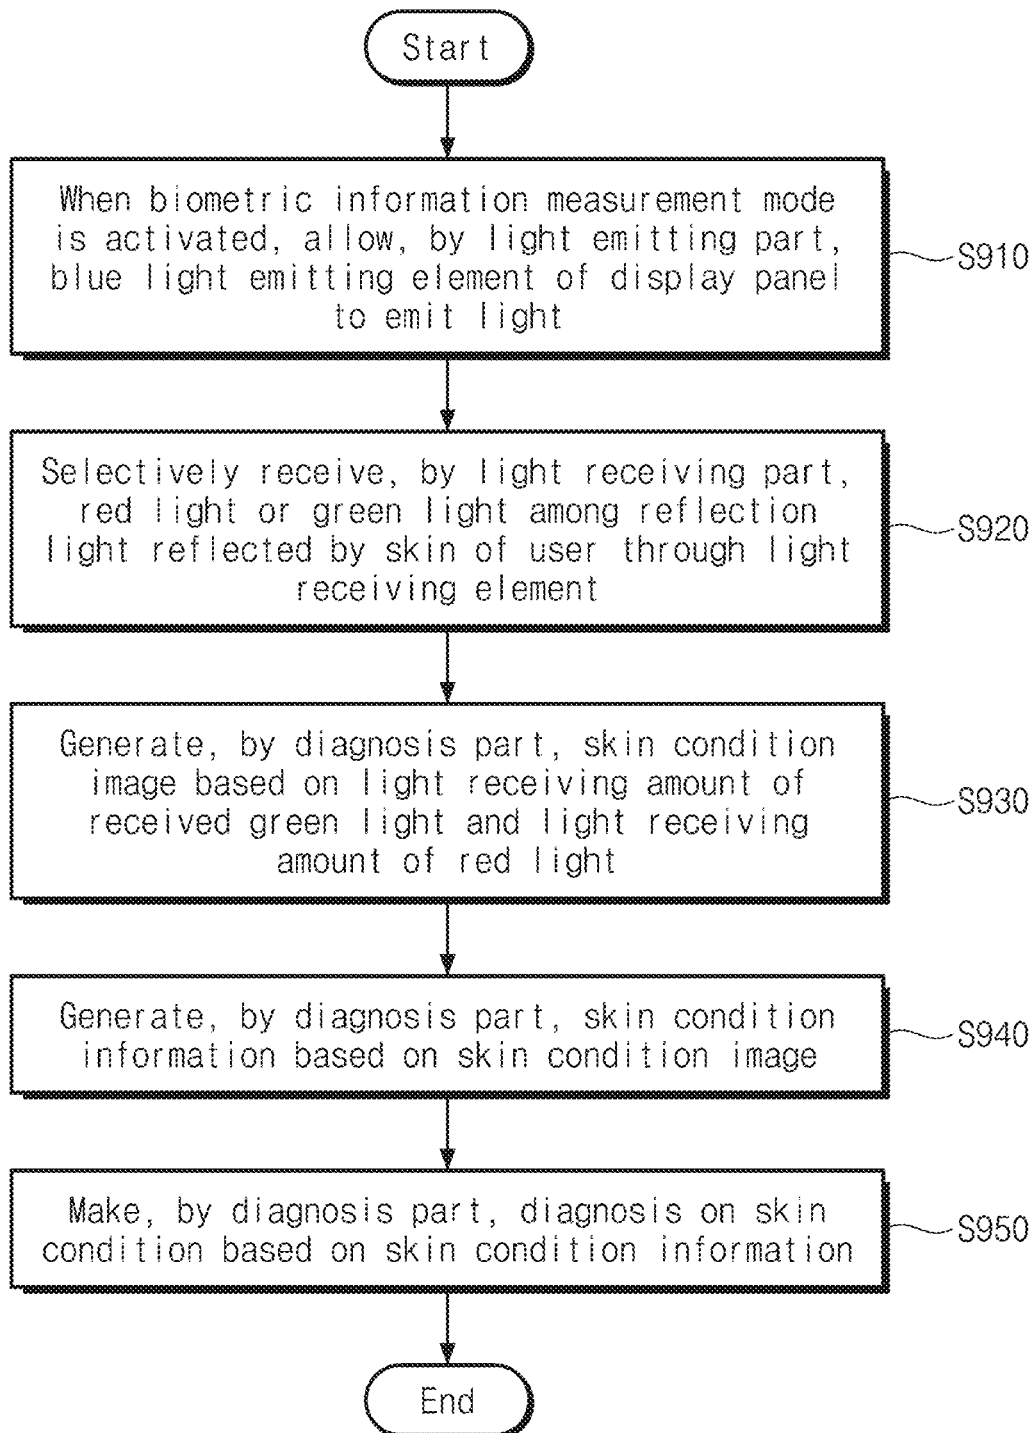 Start
When biometric information measurement mode
is activated, allow, by light emitting part,
blue light emitting element of display panel
to emit light
S910
Selectively receive, by light receiving part,
red light or green light among reflection
light reflected by skin of user through light
receiving element
S920
Generate, by diagnosis part, skin condition
image based on light receiving amount of
received green light and light receiving
amount of red light
S930
Generate, by diagnosis part, skin condition
information based on skin condition image
S940
Make, by diagnosis part, diagnosis on skin
condition based on skin condition information
S950
End